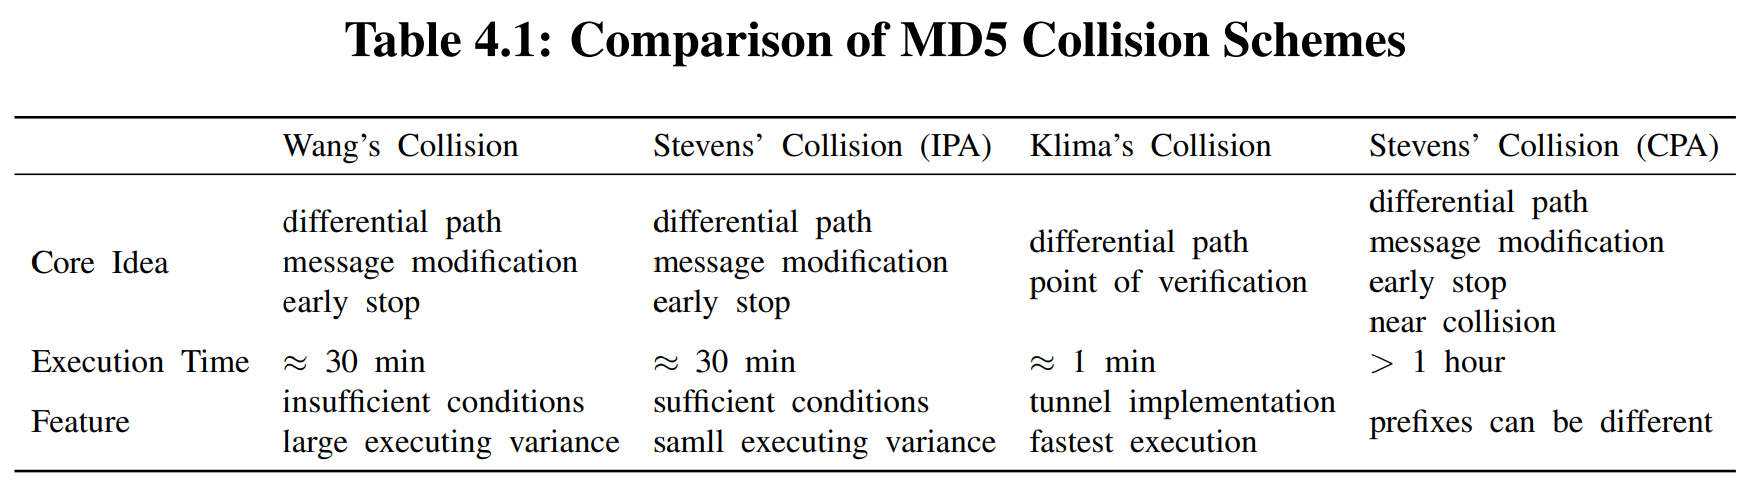 Table 4.1: Comparison of MD5 Collision Schemes
Wang's Collision Stevens' Collision (IPA) Klima's Collision Stevens' Collision (CPA)
Core Idea
differential path
message modification
early stop
differential path
message modification
early stop
differential path
point of verification
differential path
message modification
early stop
near collision
Execution Time ≈ 30 min ≈ 30 min ≈ 1 min > 1 hour
Feature
insufficient conditions
large executing variance
sufficient conditions
samll executing variance
tunnel implementation
fastest execution
prefixes can be different